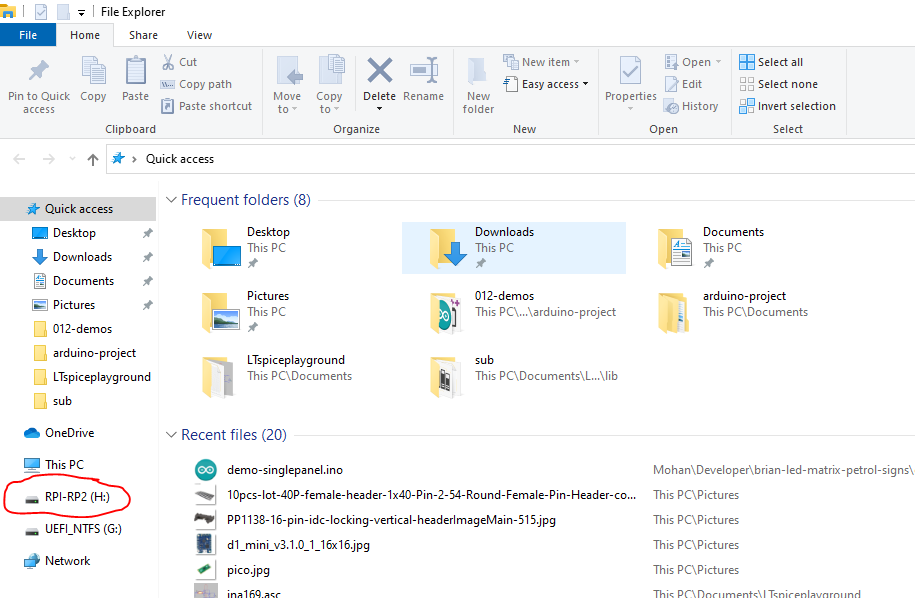 File Explorer
File Home Share View
Pin to Quick access
Copy
Paste
Cut
Copy path
Paste shortcut
Clipboard
Move to
Copy to
Delete
Rename
Organize
New folder
New item
Easy access
New
Properties
Open
Edit
History
Open
Select all
Select none
Invert selection
Select
Quick access
Quick access
Desktop
Downloads
Documents
Pictures
012-demos
arduino-project
LTspiceplayground
sub
OneDrive
This PC
RPI-RP2 (H:)
UEFI_NTFS (G:)
Network
Frequent folders (8)
Desktop
This PC
Downloads
This PC
Documents
This PC
Pictures
This PC
012-demos
This PC\...\arduino-project
arduino-project
This PC\Documents
LTspiceplayground
This PC\Documents
sub
This PC\Documents\L...\lib
Recent files (20)
demo-singlepanel.ino Mohan\Developer\brian-led-matrix-petrol-signs\
10pcs-lot-40P-female-header-1x40-Pin-2-54-Round-Female-Pin-Header-co... This PC\Pictures
PP1138-16-pin-idc-locking-vertical-headerImageMain-515.jpg This PC\Pictures
d1_mini_v3.1.0_1_16x16.jpg This PC\Pictures
pico.jpg This PC\Pictures
ina169.asc This PC\Documents\LTspiceplayground